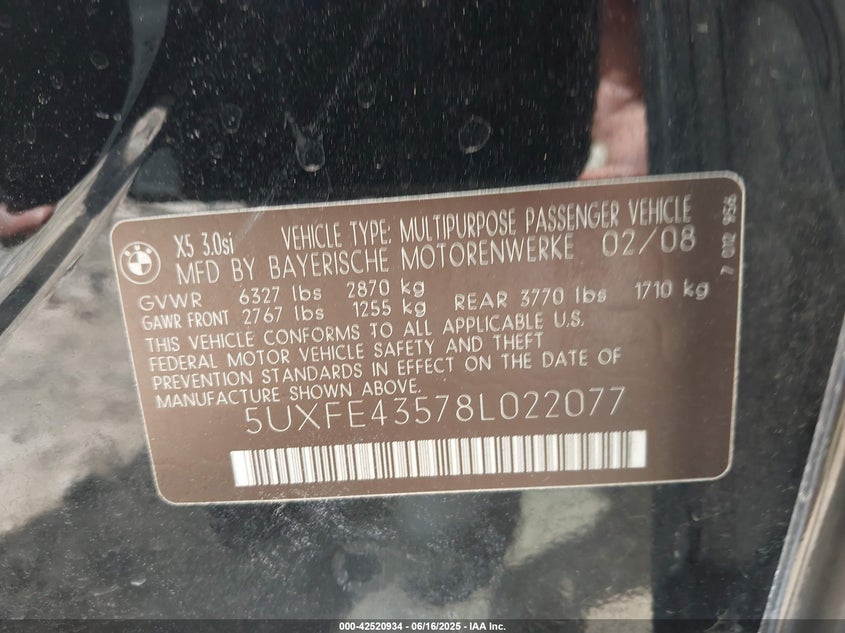 X5 3.0si VEHICLE TYPE: MULTIPURPOSE PASSENGER VEHICLE
MFD BY BAYERISCHE MOTORENWERKE 02/08
GVWR 6327 lbs 2870 kg
GAWR FRONT 2767 lbs 1255 kg REAR 3770 lbs 1710 kg
THIS VEHICLE CONFORMS TO ALL APPLICABLE U.S.
FEDERAL MOTOR VEHICLE SAFETY AND THEFT
PREVENTION STANDARDS IN EFFECT ON THE DATE OF
MANUFACTURE SHOWN ABOVE.
5UXFE43578L022077
7 012 956
000-42520934 - 06/16/2025 - IAA Inc.